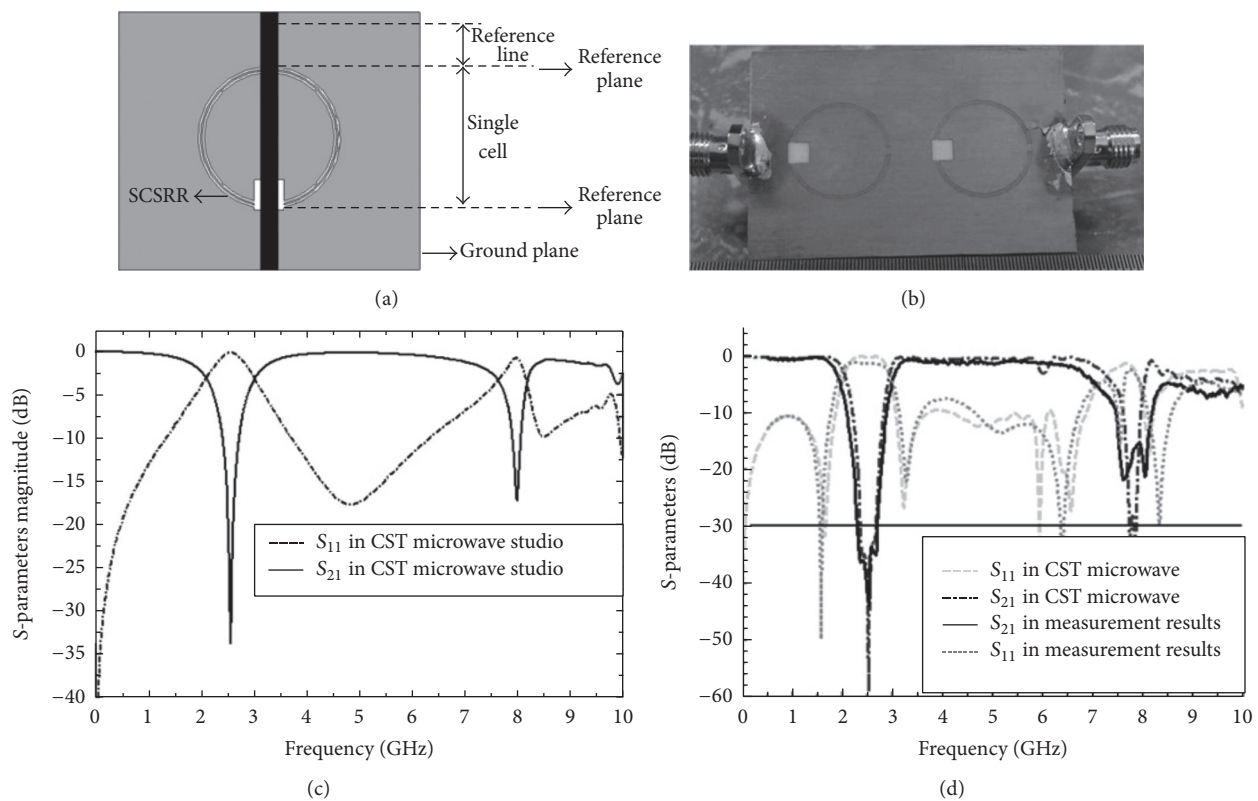 Reference
line
Reference
plane
Single
cell
SCSRR
Reference
plane
Ground plane
(a)
(b)
S-parameters magnitude (dB)
0
−5
−10
−15
−20
−25
−30
−35
−40
0 1 2 3 4 5 6 7 8 9 10
Frequency (GHz)
S11 in CST microwave studio
S21 in CST microwave studio
(c)
S-parameters (dB)
0
−10
−20
−30
−40
−50
−60
0 1 2 3 4 5 6 7 8 9 10
Frequency (GHz)
S11 in CST microwave
S21 in CST microwave
S21 in measurement results
S11 in measurement results
(d)